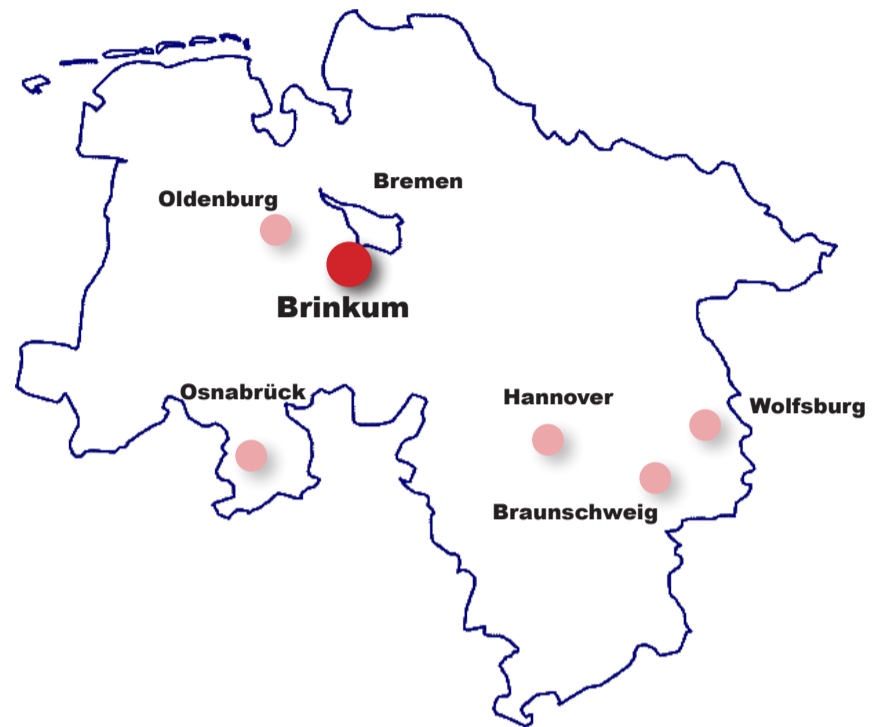 Bremen
Oldenburg
Brinkum
Osnabrück
Hannover
Wolfsburg
Braunschweig